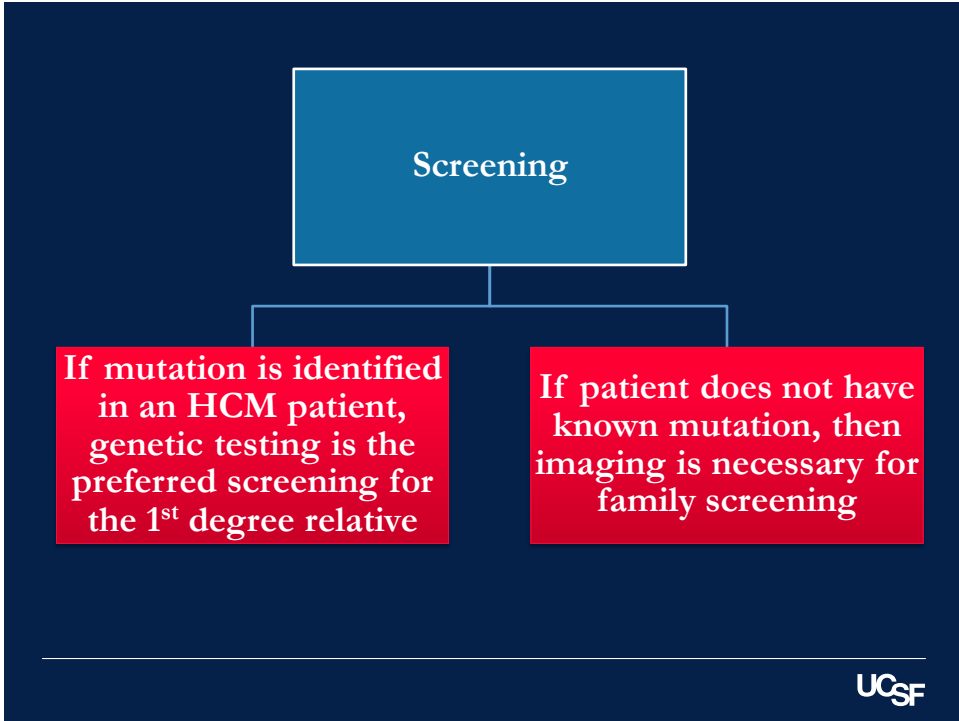 Screening
If mutation is identified
in an HCM patient,
genetic testing is the
preferred screening for
the 1st degree relative
If patient does not have
known mutation, then
imaging is necessary for
family screening
UCSF